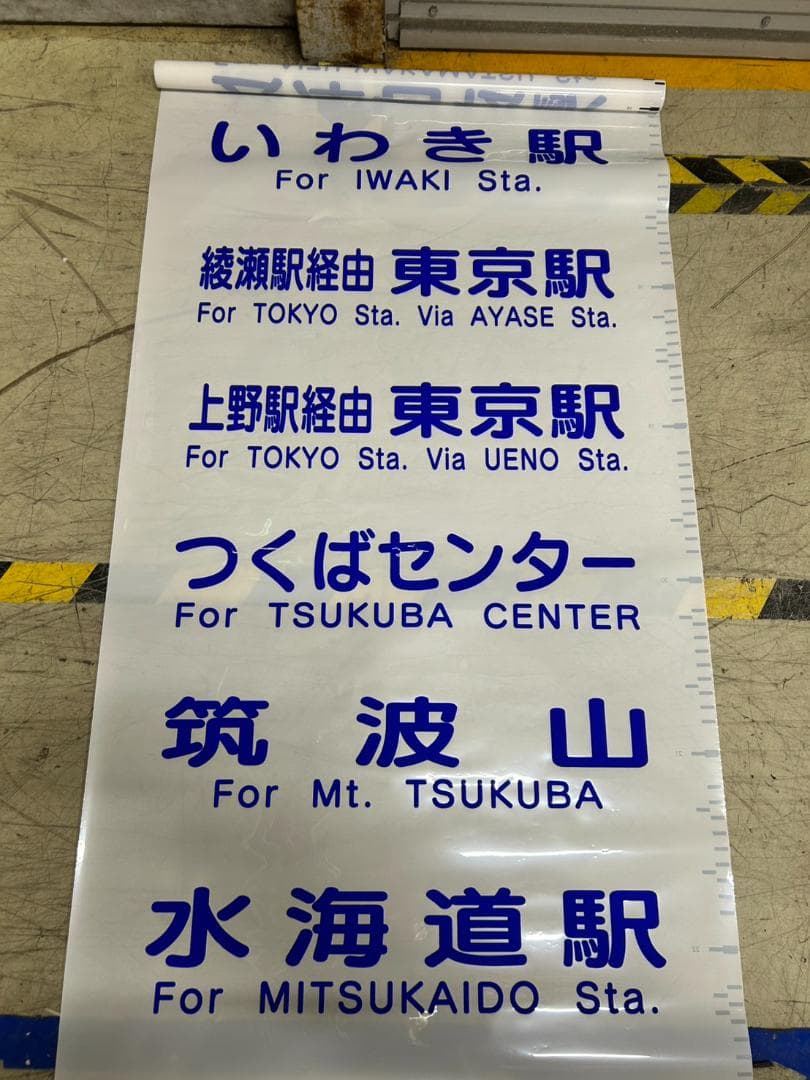 いわき駅
For IWAKI Sta.
綾瀬駅経由 東京駅
For TOKYO Sta. Via AYASE Sta.
上野駅経由 東京駅
For TOKYO Sta. Via UENO Sta.
つくばセンター
For TSUKUBA CENTER
筑波山
For Mt. TSUKUBA
水海道駅
For MITSUKAIDO Sta.